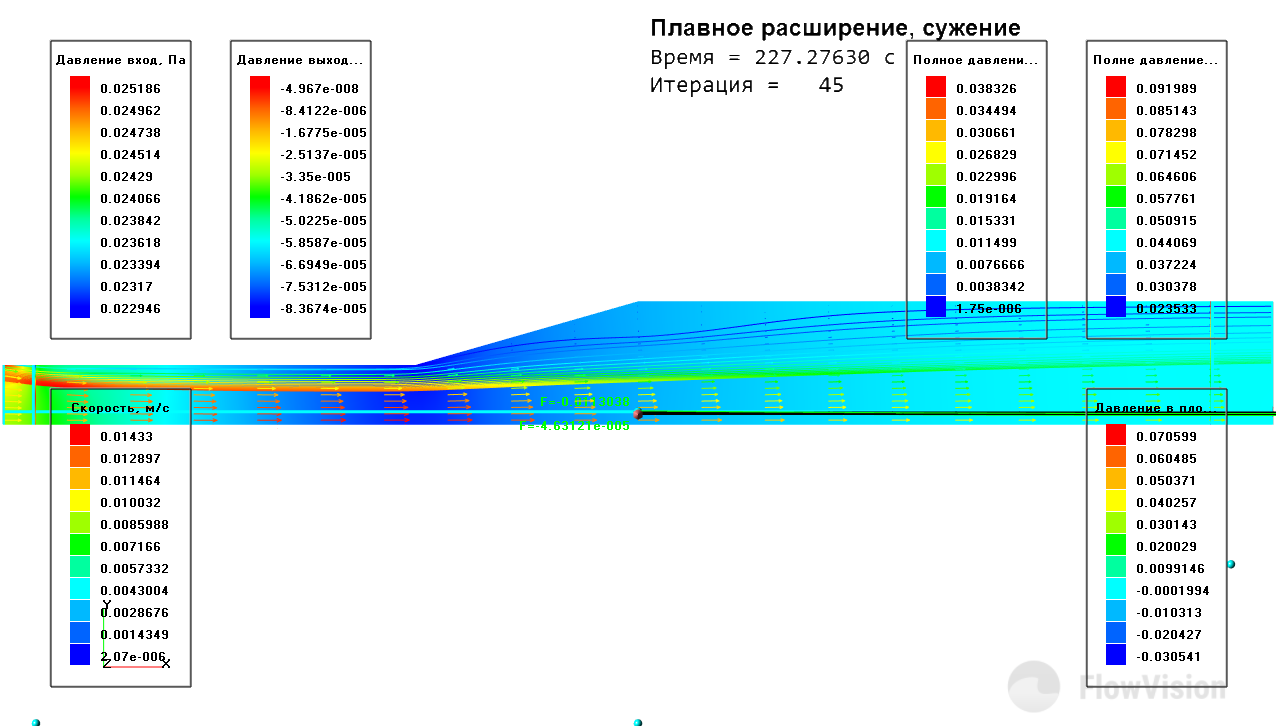 Плавное расширение, сужение
Время = 227.27630 с
Итерация =   45
Давление вход, Па
0.025186
0.024962
0.024738
0.024514
0.02429
0.024066
0.023842
0.023618
0.023394
0.02317
0.022946
Давление выход...
-4.967e-008
-8.4122e-006
-1.6775e-005
-2.5137e-005
-3.35e-005
-4.1862e-005
-5.0225e-005
-5.8587e-005
-6.6949e-005
-7.5312e-005
-8.3674e-005
Полное давлени...
0.038326
0.034494
0.030661
0.026829
0.022996
0.019164
0.015331
0.011499
0.0076666
0.0038342
1.75e-006
Полне давление...
0.091989
0.085143
0.078298
0.071452
0.064606
0.057761
0.050915
0.044069
0.037224
0.030378
0.023533
F=-4.63121e-005
Скорость, м/с
0.01433
0.012897
0.011464
0.010032
0.0085988
0.007166
0.0057332
0.0043004
0.0028676
0.0014349
2.07e-006
Y
Z
X
Давление в пло...
0.070599
0.060485
0.050371
0.040257
0.030143
0.020029
0.0099146
-0.0001994
-0.010313
-0.020427
-0.030541
FlowVision